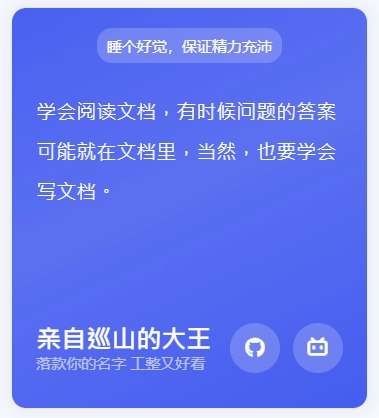 睡个好觉，保证精力充沛
学会阅读文档，有时候问题的答案
可能就在文档里，当然，也要学会
写文档。
亲自巡山的大王
落款你的名字 工整又好看